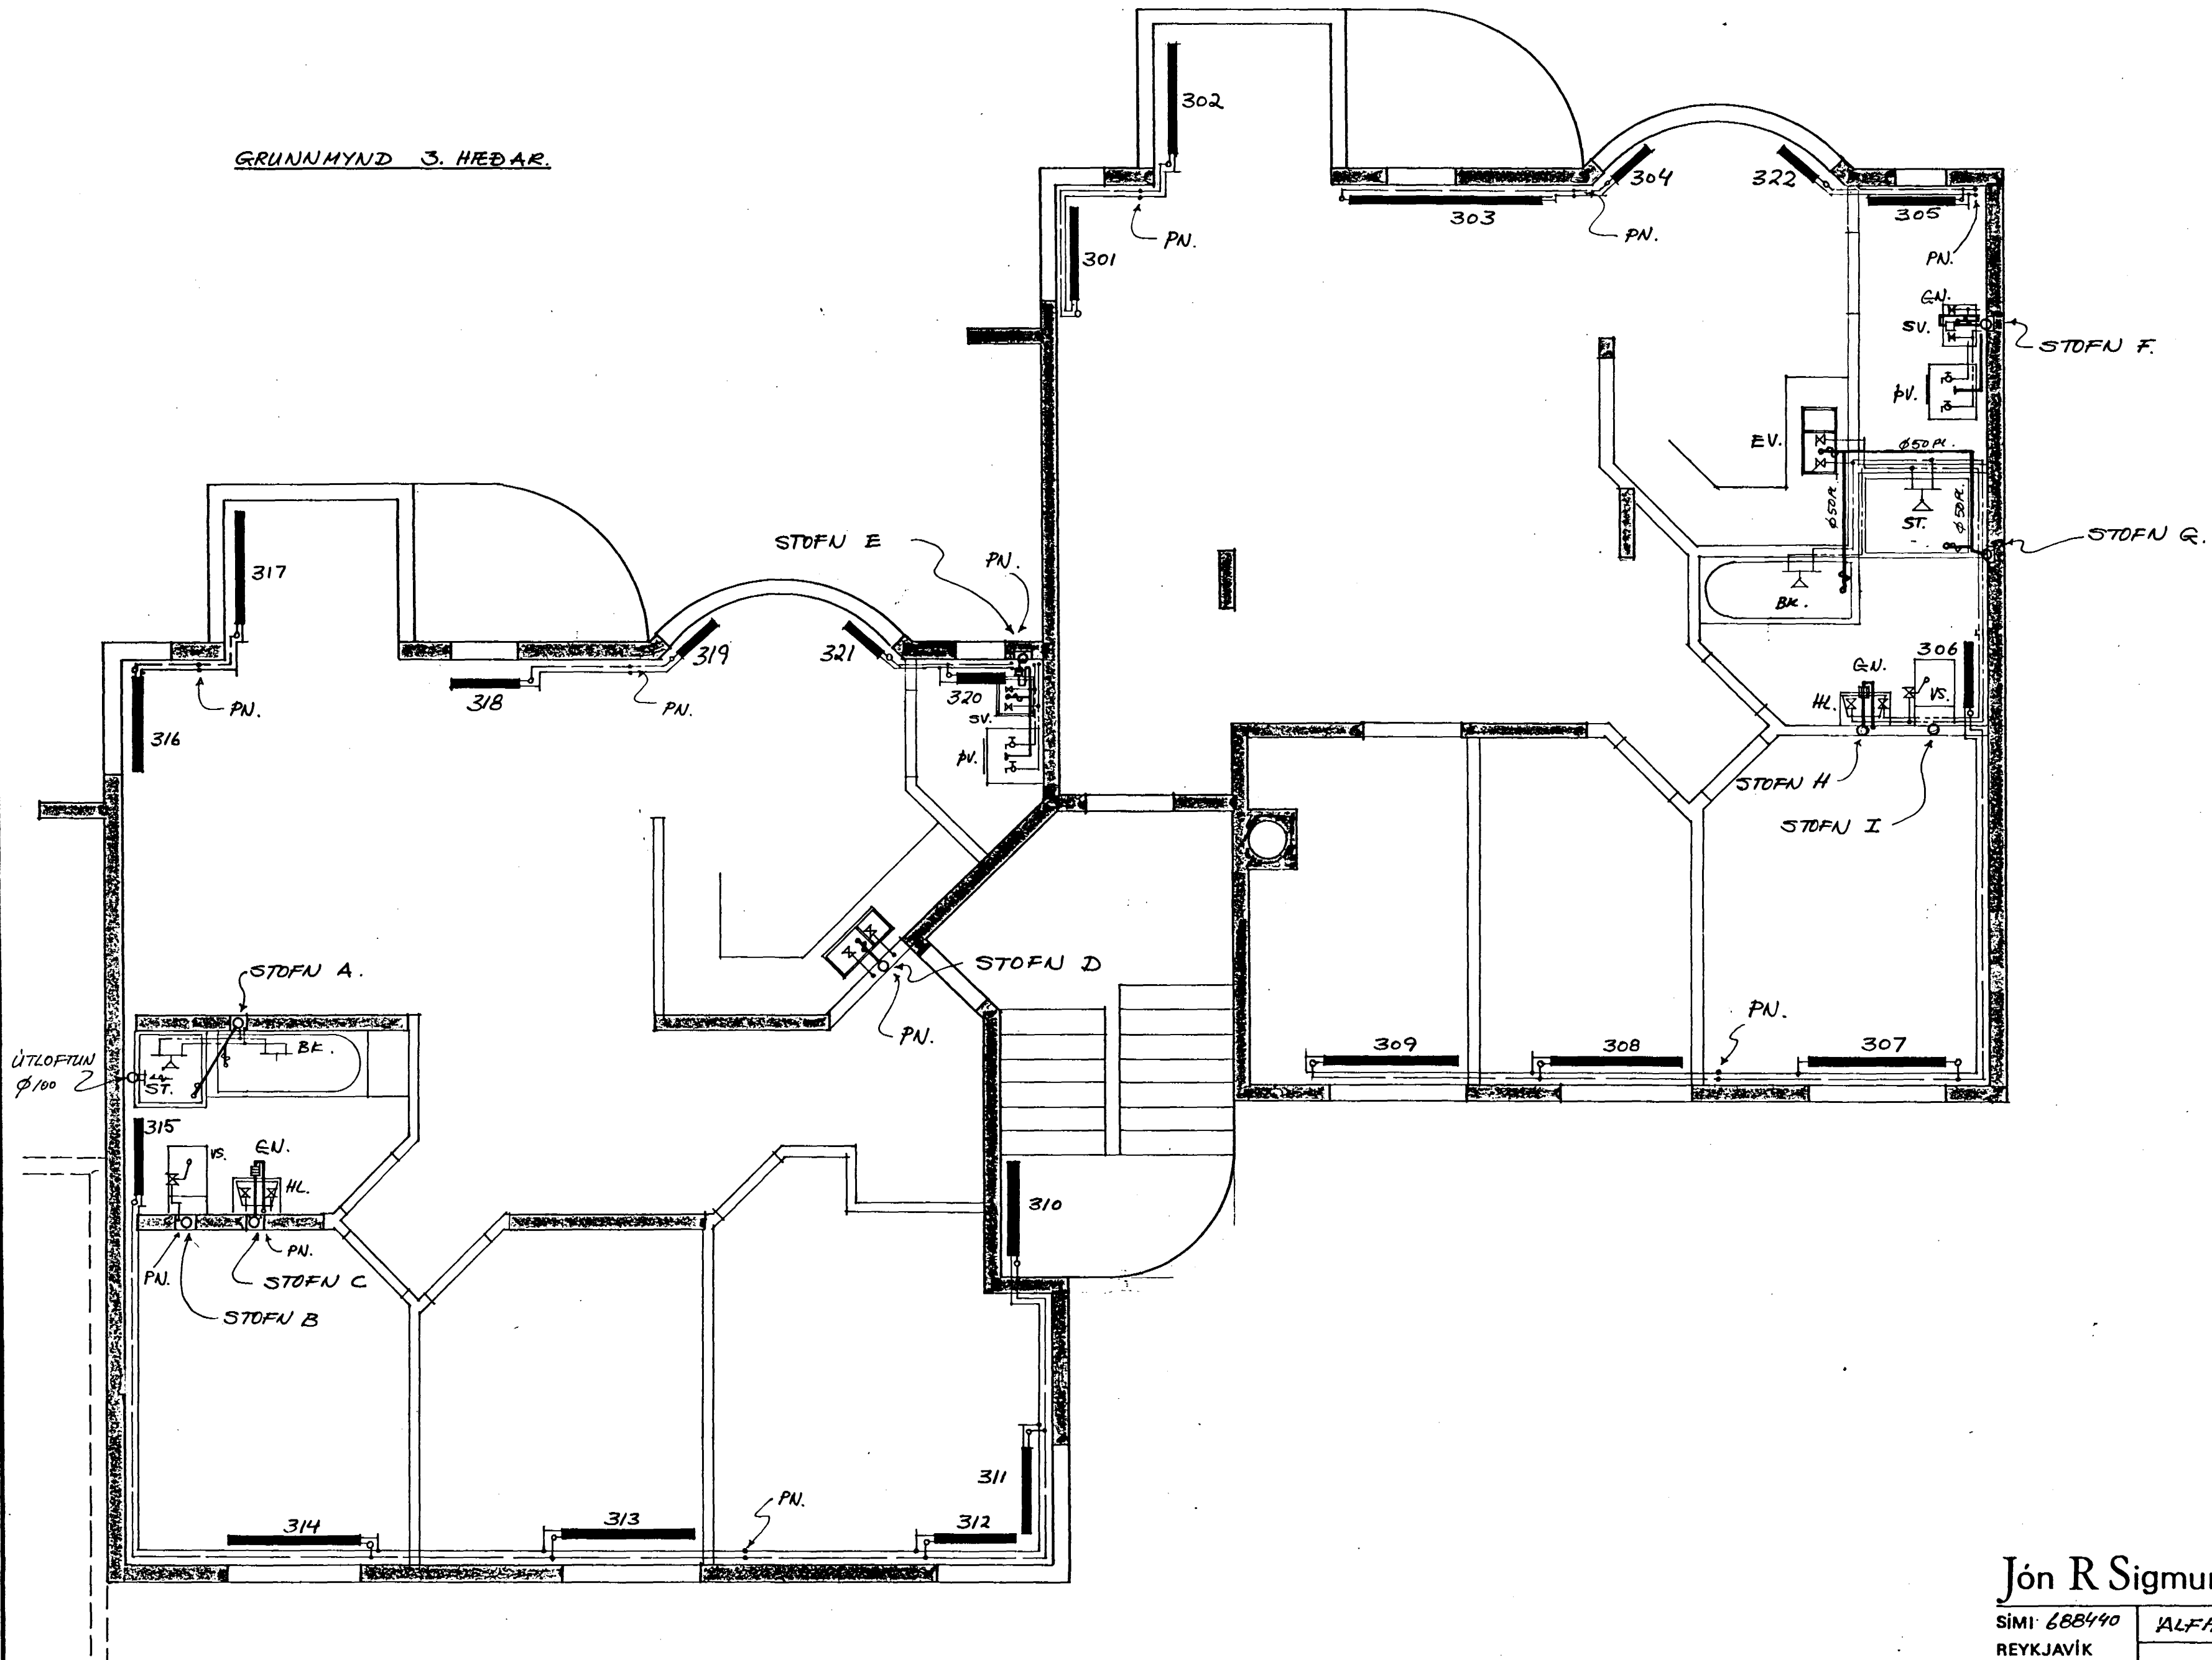 GRUNNMYND 3. HÆÐAR.
302
304
322
303
305
PN.
PN.
PN.
301
GN.
SV.
STOFN F.
ÞV.
EV.
ø50 Pl.
ø50 Pl.
ø50 Pl.
ST.
STOFN G.
BK.
306
GN.
HL.
VS.
STOFN H
STOFN I
PN.
309
308
307
STOFN E
PN.
317
319
321
318
320
PN.
PN.
316
SV.
ÞV.
STOFN A.
STOFN D
PN.
ÚTLOFTUN
ø100
BK.
ST.
315
VS.
GN.
HL.
PN.
PN.
STOFN C
STOFN B
310
311
PN.
314
313
312
Jón R Sigmu
SÍMI 688440
REYKJAVÍK